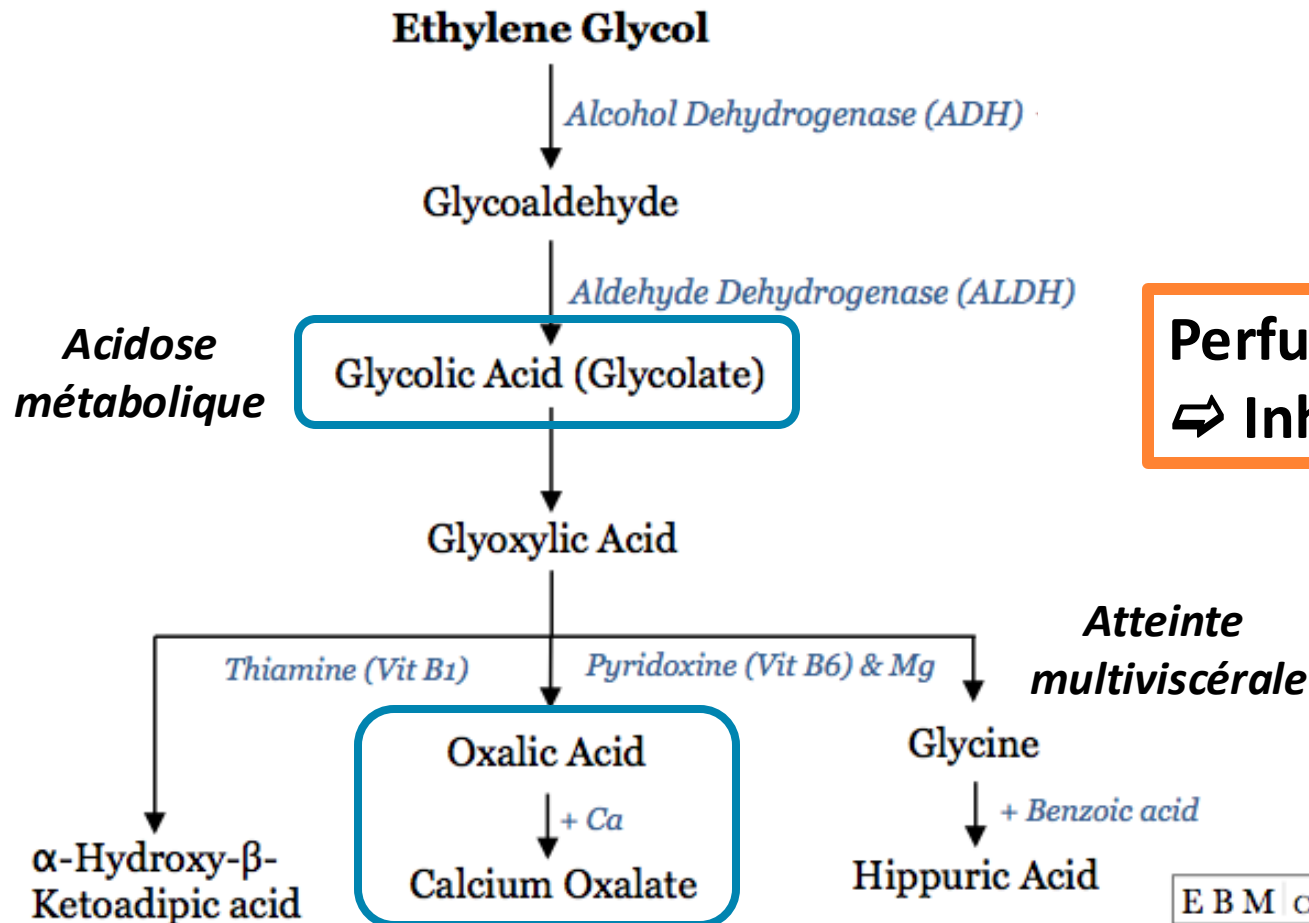 Ethylene Glycol
Alcohol Dehydrogenase (ADH)
Glycoaldehyde
Aldehyde Dehydrogenase (ALDH)
Acidose
métabolique
Glycolic Acid (Glycolate)
Glyoxylic Acid
Thiamine (Vit B1)
Pyridoxine (Vit B6) & Mg
Atteinte
multiviscérale
Oxalic Acid
+ Ca
Calcium Oxalate
Glycine
+ Benzoic acid
Hippuric Acid
α-Hydroxy-β-
Ketoadipic acid
E B M